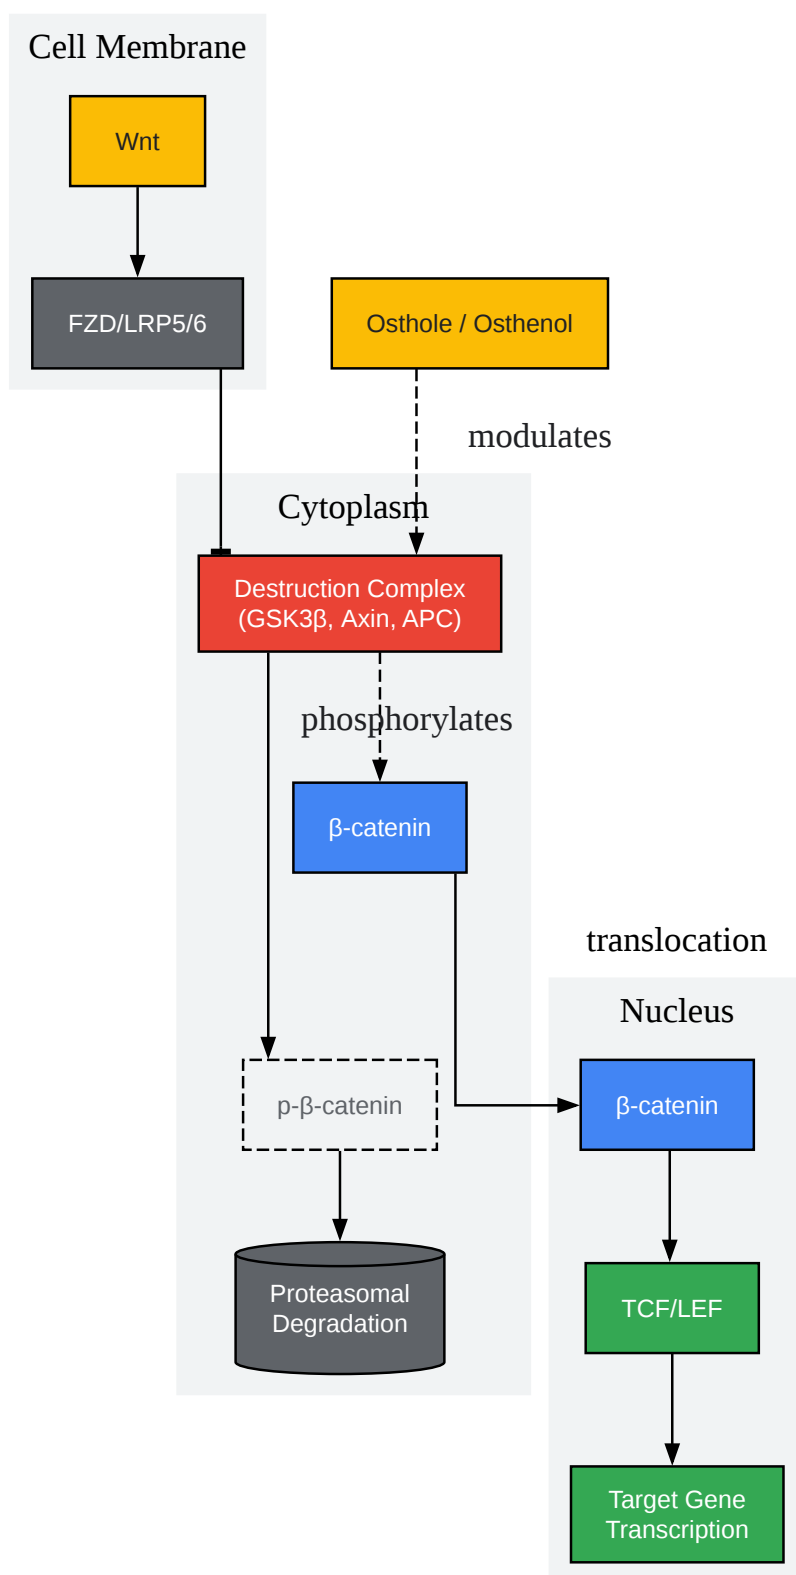 Cell Membrane
Wnt
FZD/LRP5/6
Osthole / Osthenol
modulates
Cytoplasm
Destruction Complex
(GSK3β, Axin, APC)
phosphorylates
β-catenin
translocation
Nucleus
p-β-catenin
β-catenin
Proteasomal
Degradation
TCF/LEF
Target Gene
Transcription